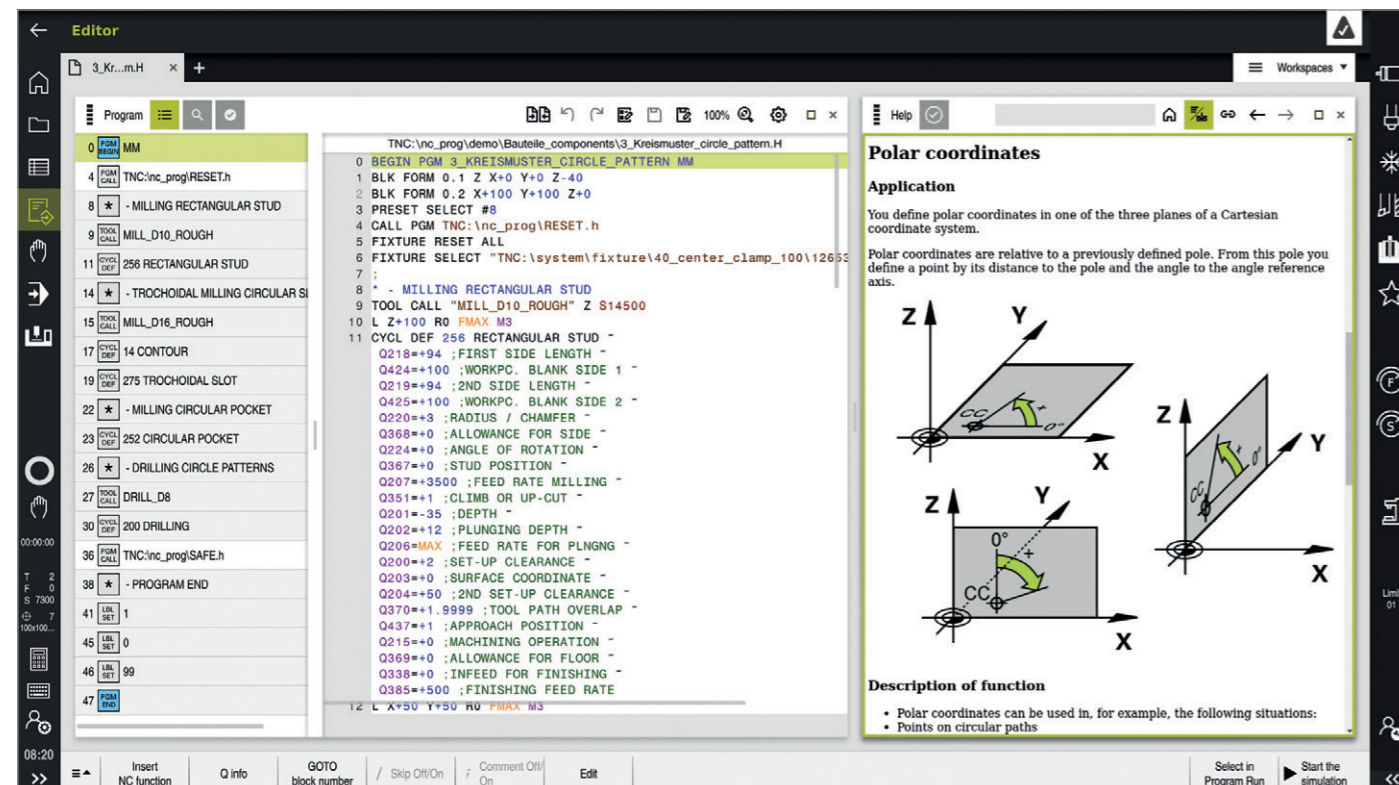 Editor
3_Kr...m.H × +
Workspaces
Program
100%
Help
0 PGM BEGIN MM
4 PGM CALL TNC:\nc_prog\RESET.h
8 * - MILLING RECTANGULAR STUD
9 TOOL CALL MILL_D10_ROUGH
11 CYCL DEF 256 RECTANGULAR STUD
14 * - TROCHOIDAL MILLING CIRCULAR SL
15 TOOL CALL MILL_D16_ROUGH
17 CYCL DEF 14 CONTOUR
19 CYCL DEF 275 TROCHOIDAL SLOT
22 * - MILLING CIRCULAR POCKET
23 CYCL DEF 252 CIRCULAR POCKET
26 * - DRILLING CIRCLE PATTERNS
27 TOOL CALL DRILL_D8
30 CYCL DEF 200 DRILLING
36 PGM CALL TNC:\nc_prog\SAFE.h
38 * - PROGRAM END
41 LBL SET 1
45 LBL SET 0
46 LBL SET 99
47 PGM END
TNC:\nc_prog\demo\Bauteile_components\3_Kreismuster_circle_pattern.H
0 BEGIN PGM 3_KREISMUSTER_CIRCLE_PATTERN MM
1 BLK FORM 0.1 Z X+0 Y+0 Z-40
2 BLK FORM 0.2 X+100 Y+100 Z+0
3 PRESET SELECT #8
4 CALL PGM TNC:\nc_prog\RESET.h
5 FIXTURE RESET ALL
6 FIXTURE SELECT "TNC:\system\fixture\40_center_clamp_100\12653
7 ;
8 * - MILLING RECTANGULAR STUD
9 TOOL CALL "MILL_D10_ROUGH" Z S14500
10 L Z+100 R0 FMAX M3
11 CYCL DEF 256 RECTANGULAR STUD ~
Q218=+94 ;FIRST SIDE LENGTH ~
Q424=+100 ;WORKPC. BLANK SIDE 1 ~
Q219=+94 ;2ND SIDE LENGTH ~
Q425=+100 ;WORKPC. BLANK SIDE 2 ~
Q220=+3 ;RADIUS / CHAMFER ~
Q368=+0 ;ALLOWANCE FOR SIDE ~
Q224=+0 ;ANGLE OF ROTATION ~
Q367=+0 ;STUD POSITION ~
Q207=+3500 ;FEED RATE MILLING ~
Q351=+1 ;CLIMB OR UP-CUT ~
Q201=-35 ;DEPTH ~
Q202=+12 ;PLUNGING DEPTH ~
Q206=MAX ;FEED RATE FOR PLNGNG ~
Q200=+2 ;SET-UP CLEARANCE ~
Q203=+0 ;SURFACE COORDINATE ~
Q204=+50 ;2ND SET-UP CLEARANCE ~
Q370=+1.9999 ;TOOL PATH OVERLAP ~
Q437=+1 ;APPROACH POSITION ~
Q215=+0 ;MACHINING OPERATION ~
Q369=+0 ;ALLOWANCE FOR FLOOR ~
Q338=+0 ;INFEED FOR FINISHING ~
Q385=+500 ;FINISHING FEED RATE
12 L X+50 Y+50 R0 FMAX M3
Polar coordinates
Application
You define polar coordinates in one of the three planes of a Cartesian
coordinate system.
Polar coordinates are relative to a previously defined pole. From this pole you
define a point by its distance to the pole and the angle to the angle reference
axis.
Z Y
CC + 0°
X
Z Y
CC + 0°
X
Z Y
0° +
CC
X
Description of function
• Polar coordinates can be used in, for example, the following situations:
• Points on circular paths
F
S
Limit
01
00:00:00
T 2
F 0
S 7300
7
100x100...
08:20
Insert
NC function
Q info
GOTO
block number
/ Skip Off/On
; Comment Off/
On
Edit
Select in
Program Run
Start the
simulation